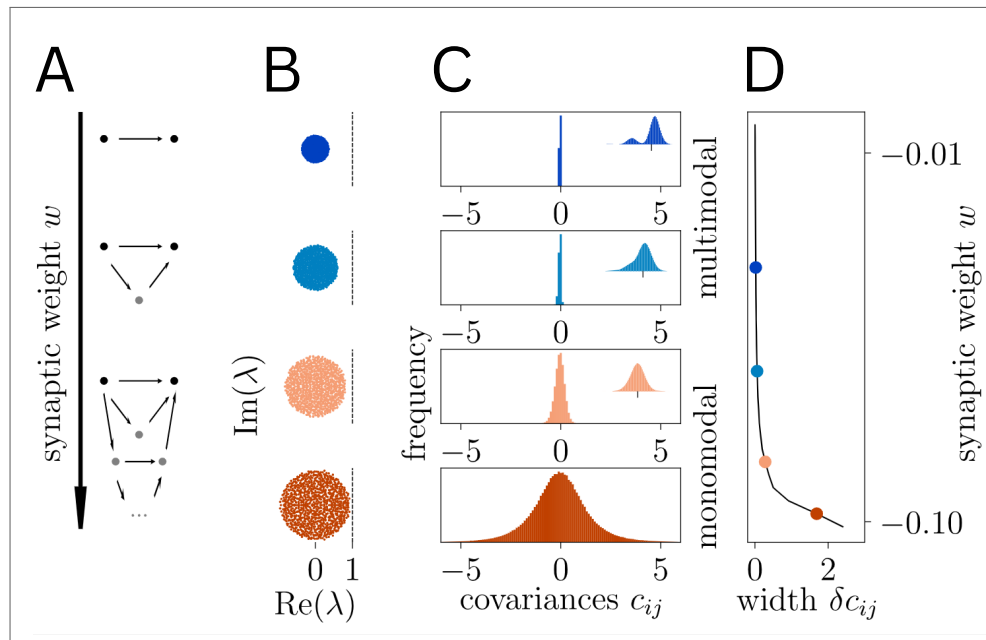 A
B
C
D
synaptic weight w
...
Im(λ)
0 1
Re(λ)
frequency
−5 0 5
−5 0 5
−5 0 5
−5 0 5
covariances c_ij
multimodal
monomodal
−0.01
−0.10
synaptic weight w
0 2
width δc_ij